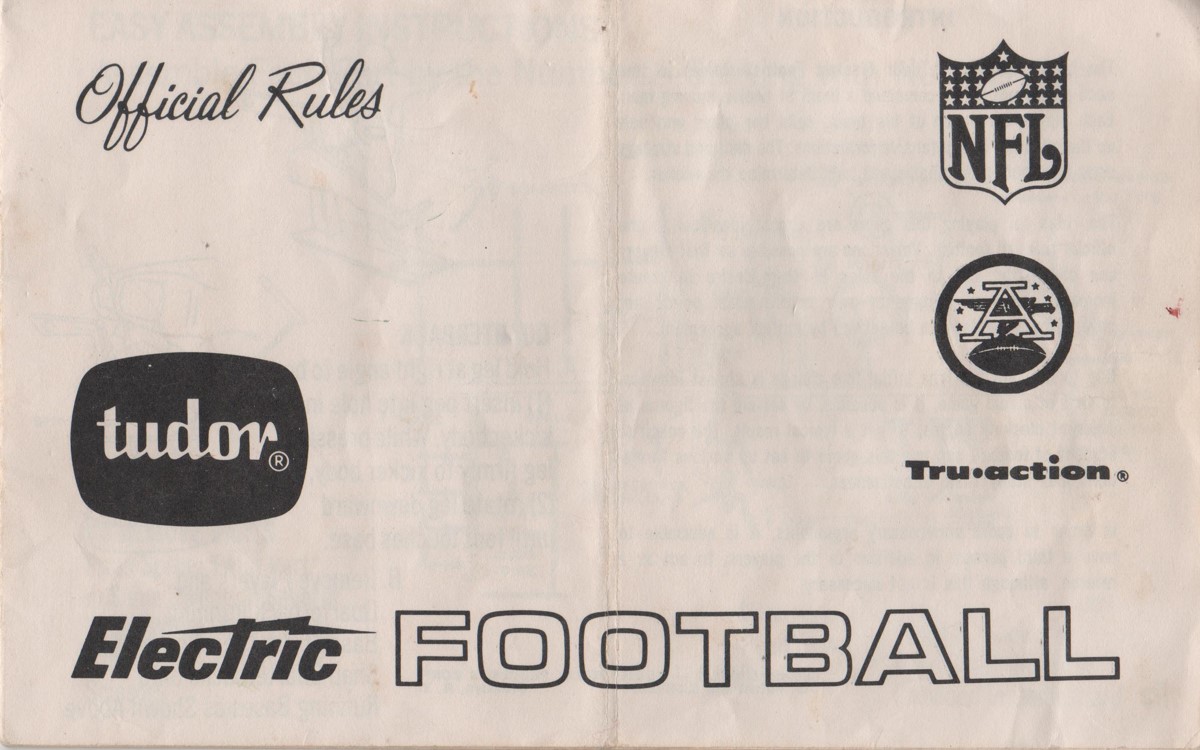 Official Rules
NFL
A
tudor®
Tru•action®
Electric FOOTBALL